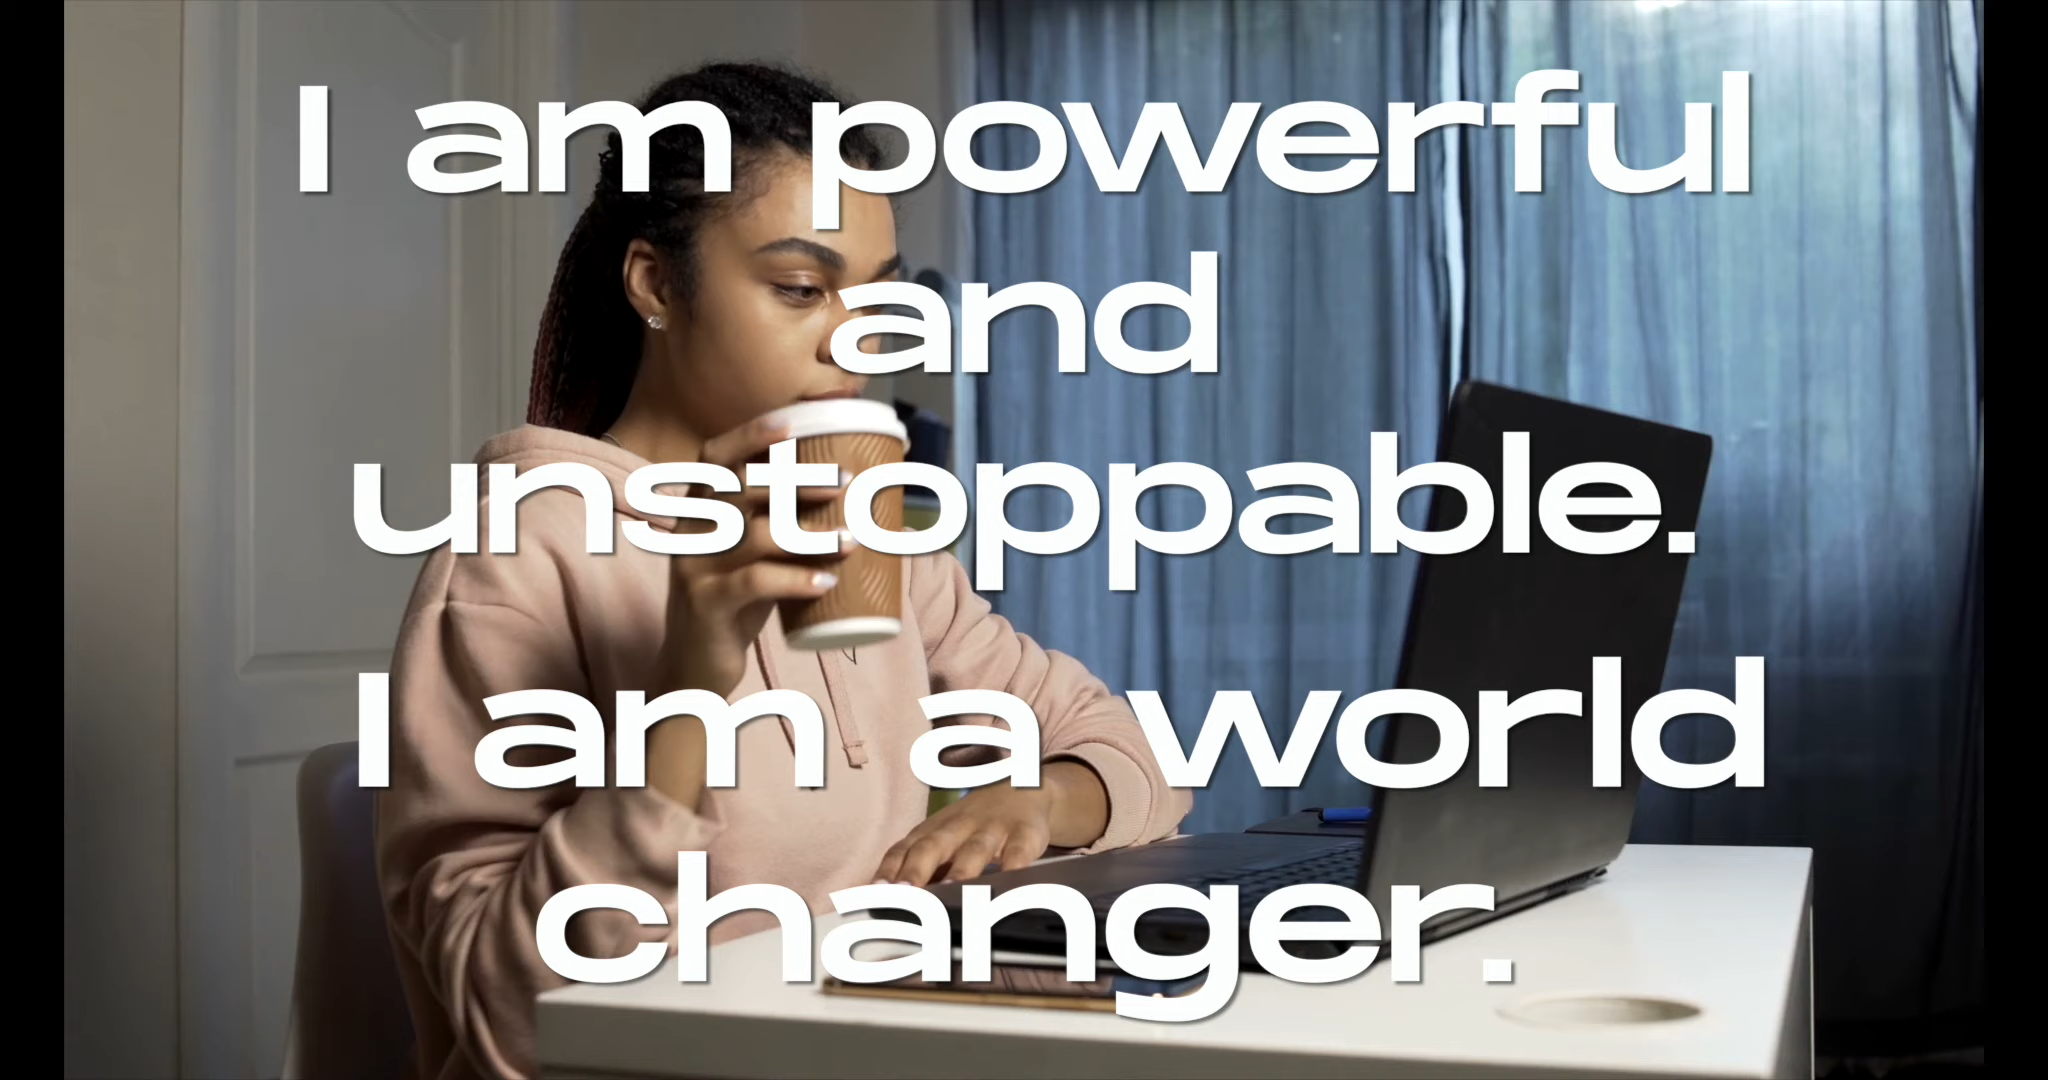 I am powerful
and
unstoppable.
I am a world
changer.